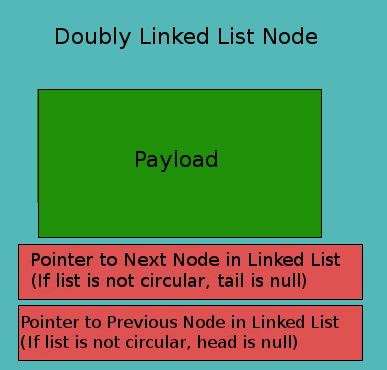 Doubly Linked List Node
Payload
Pointer to Next Node in Linked List
(If list is not circular, tail is null)
Pointer to Previous Node in Linked List
(If list is not circular, head is null)